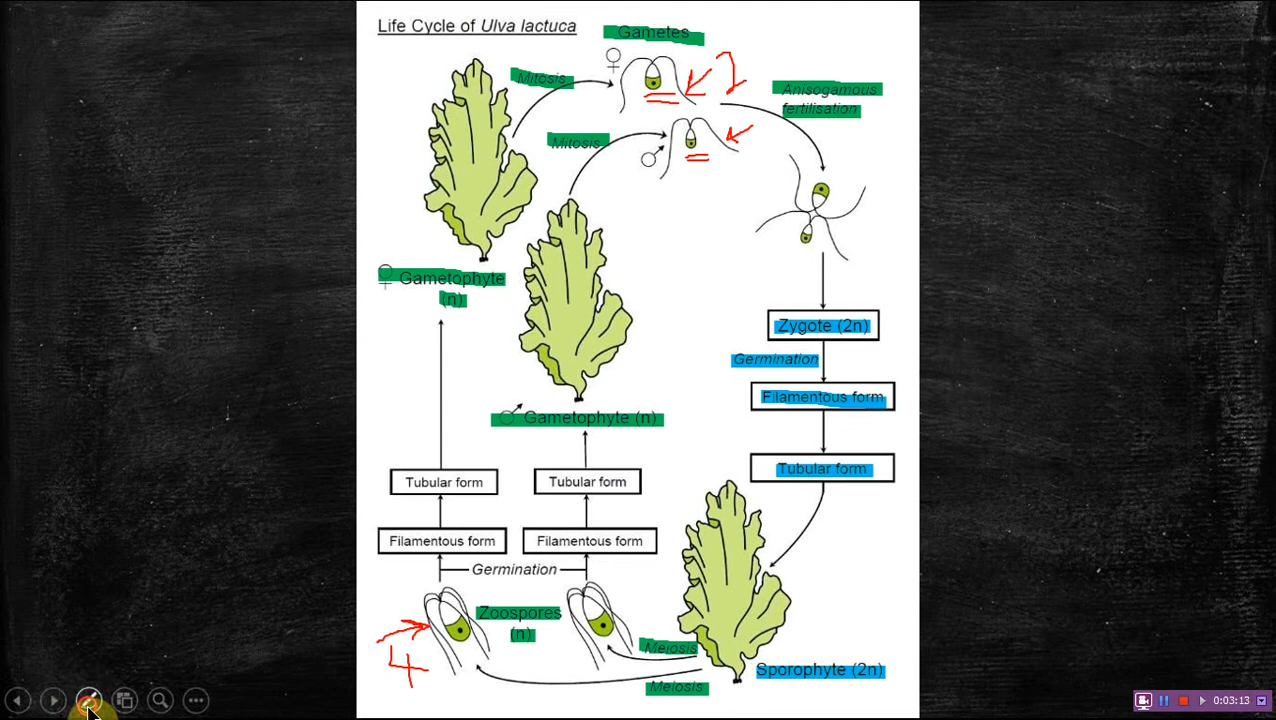 Life Cycle of Ulva lactuca
Gametes
♀
2
Mitosis
Anisogamous
fertilisation
Mitosis
♂
♀ Gametophyte
(n)
Zygote (2n)
Germination
Filamentous form
♂ Gametophyte (n)
Tubular form
Tubular form
Tubular form
Filamentous form
Filamentous form
Germination
Zoospores
(n)
4
Meiosis
Sporophyte (2n)
Meiosis
0:03:13